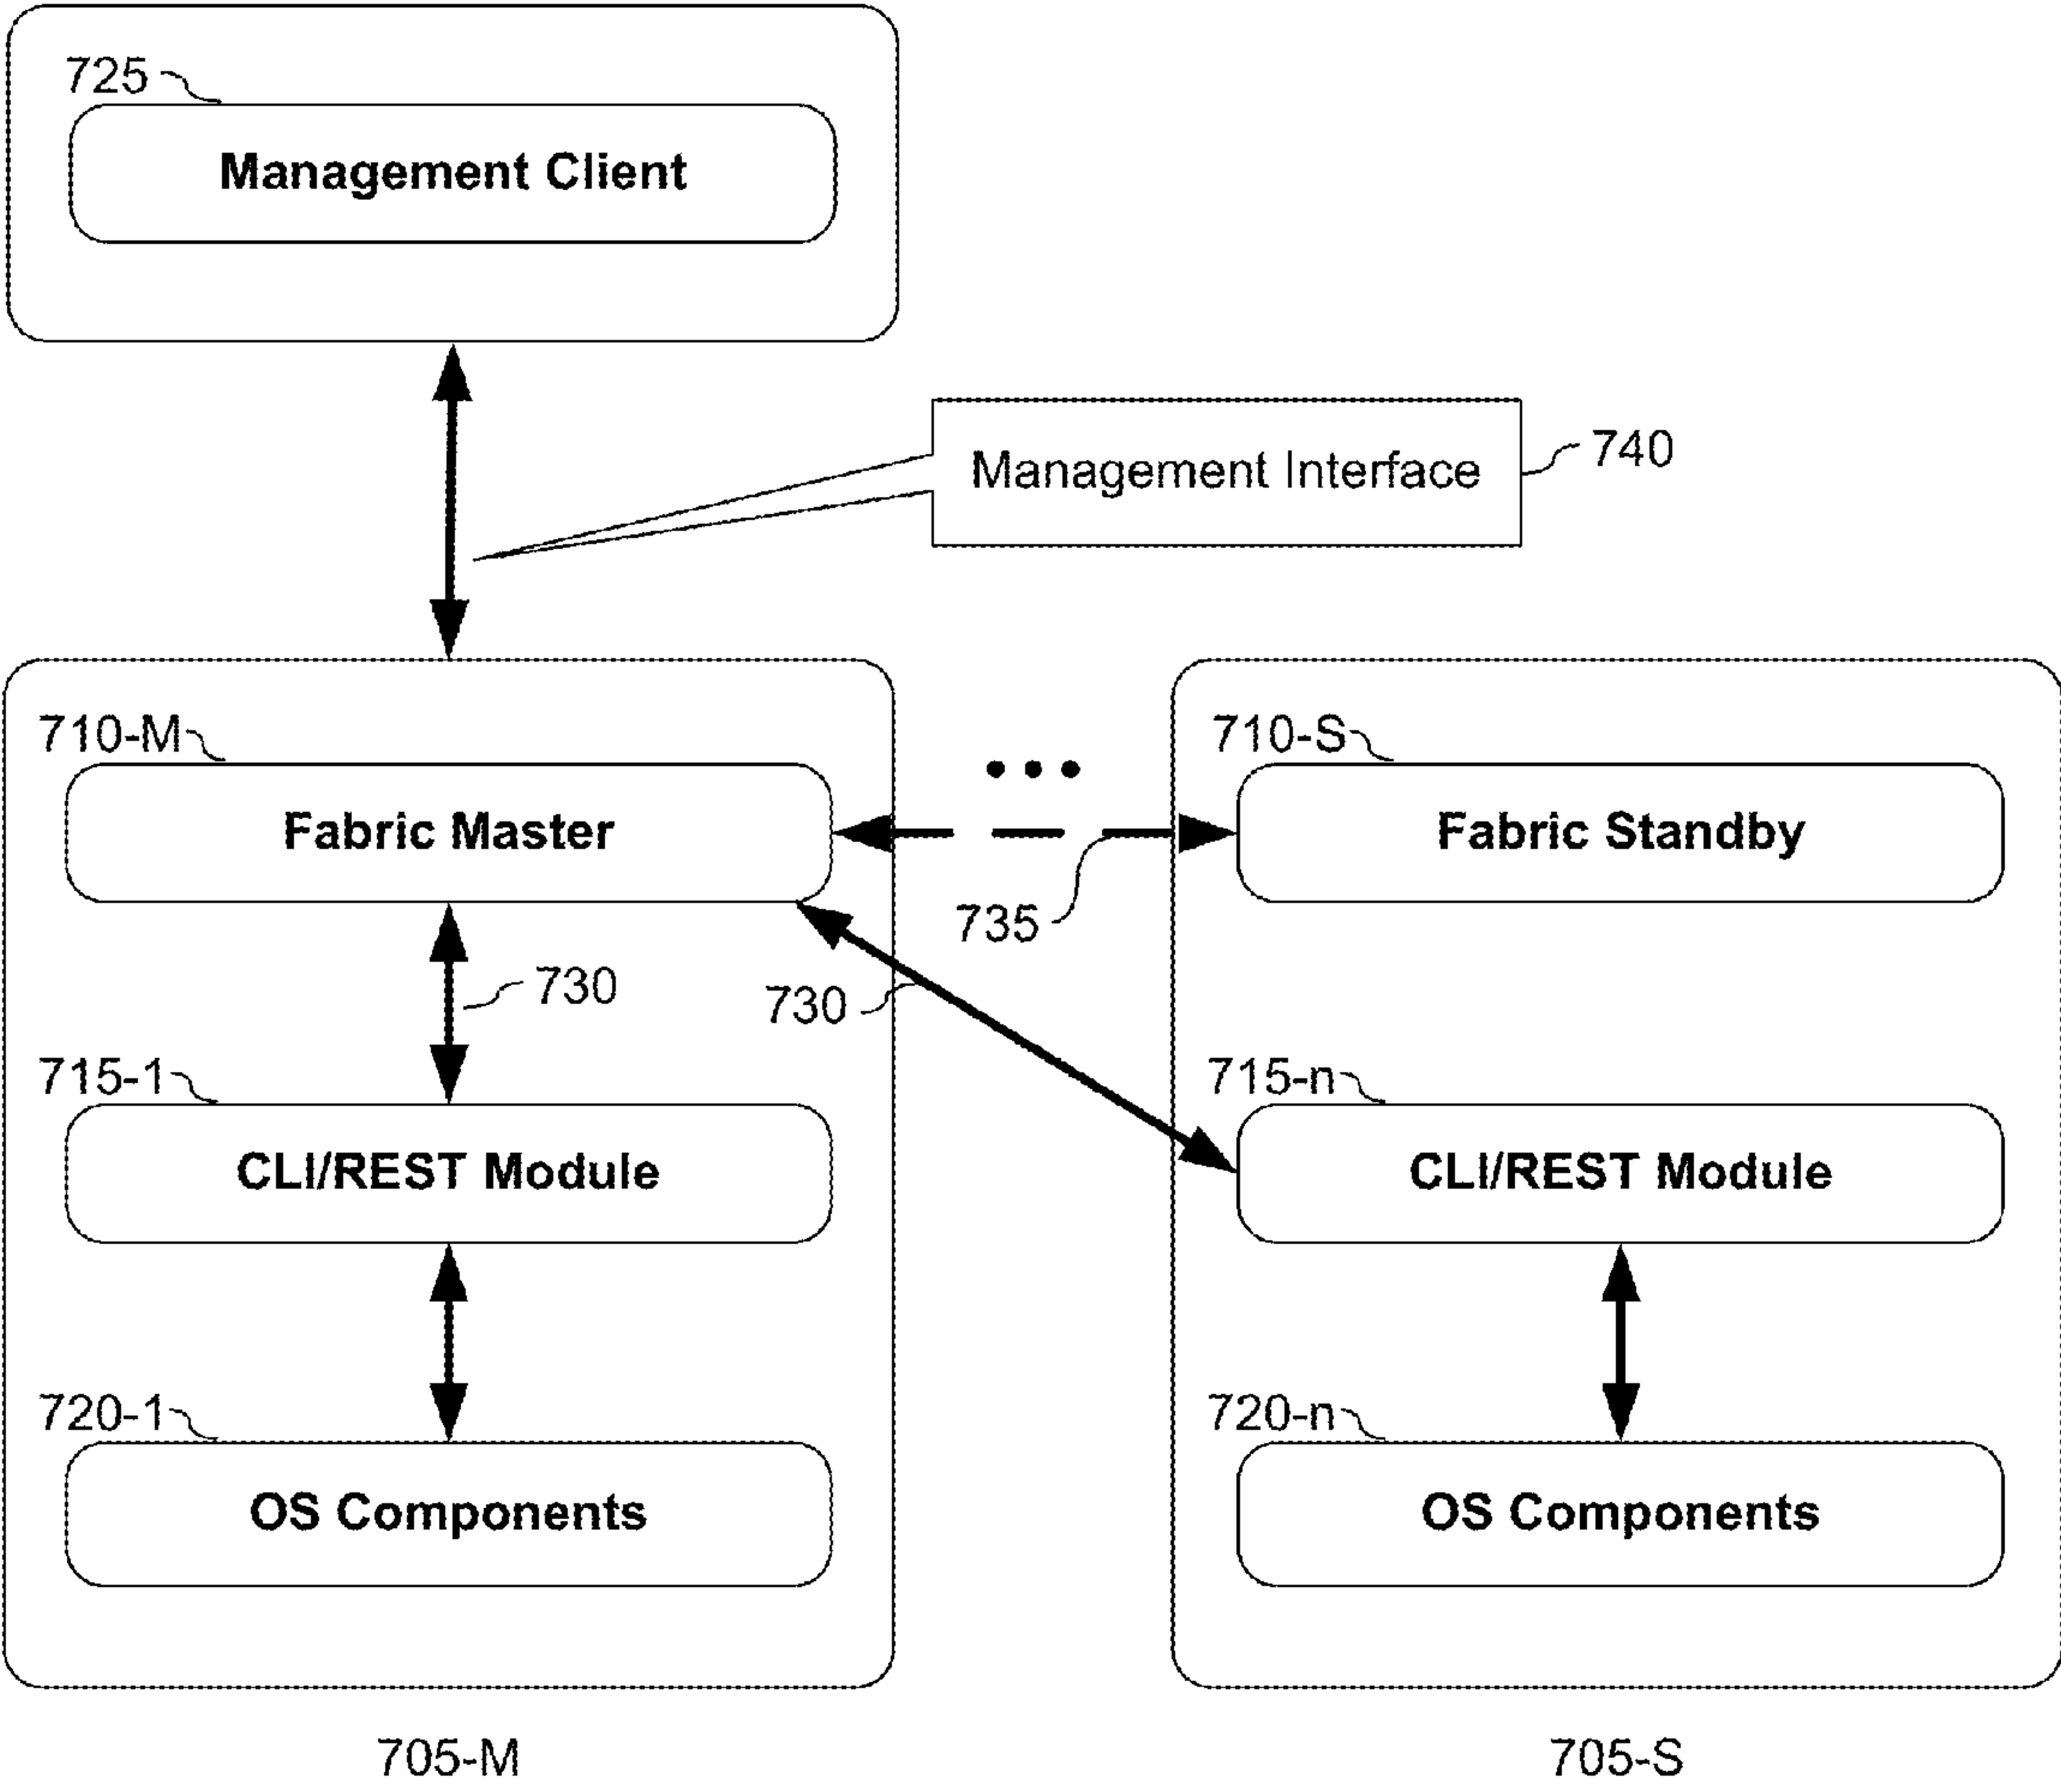 725
Management Client
Management Interface
740
710-M
Fabric Master
710-S
Fabric Standby
735
730
730
715-1
CLI/REST Module
715-n
CLI/REST Module
720-1
OS Components
720-n
OS Components
705-M
705-S